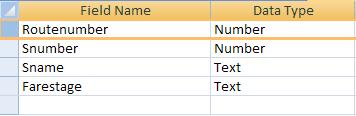 Field Name Data Type
Routenumber Number
Snumber Number
Sname Text
Farestage Text